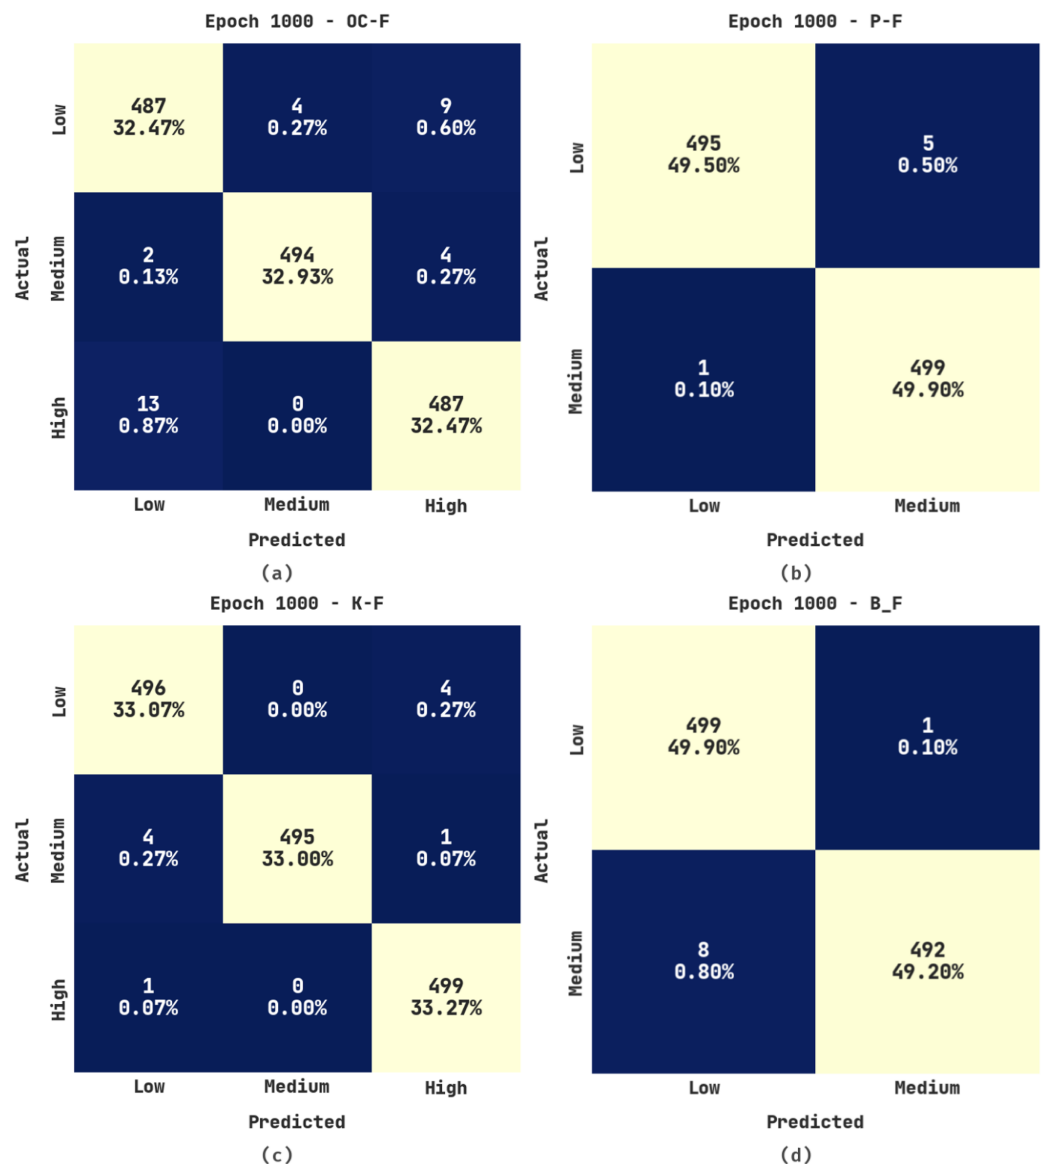 Epoch 1000 - OC-F
Actual
Low
487
32.47%
4
0.27%
9
0.60%
Medium
2
0.13%
494
32.93%
4
0.27%
High
13
0.87%
0
0.00%
487
32.47%
Low Medium High
Predicted
(a)
Epoch 1000 - P-F
Actual
Low
495
49.50%
5
0.50%
Medium
1
0.10%
499
49.90%
Low Medium
Predicted
(b)
Epoch 1000 - K-F
Actual
Low
496
33.07%
0
0.00%
4
0.27%
Medium
4
0.27%
495
33.00%
1
0.07%
High
1
0.07%
0
0.00%
499
33.27%
Low Medium High
Predicted
(c)
Epoch 1000 - B_F
Actual
Low
499
49.90%
1
0.10%
Medium
8
0.80%
492
49.20%
Low Medium
Predicted
(d)